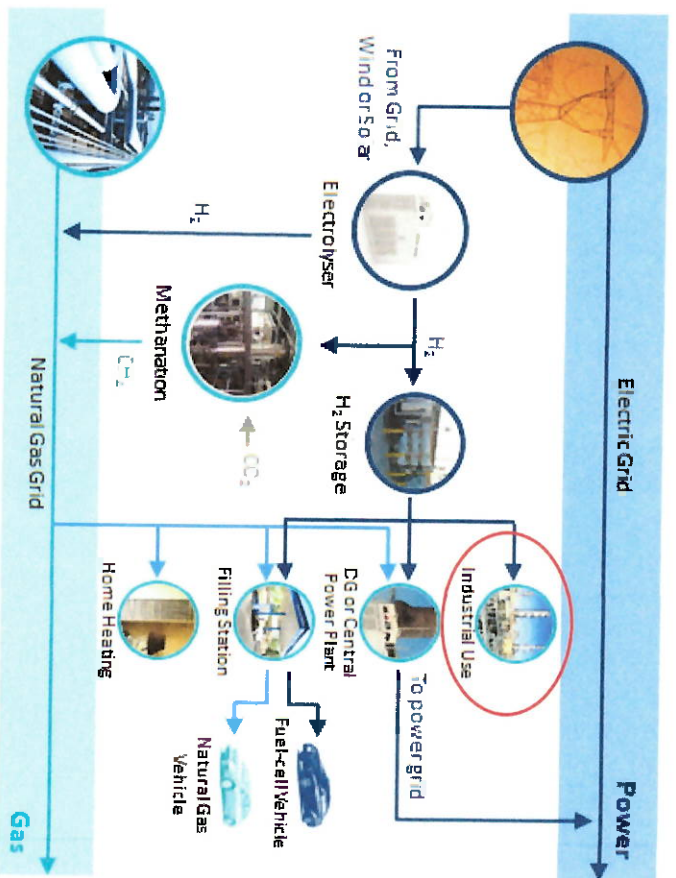 Power
Electric Grid
From Grid,
Wind or Solar
Electrolyser
H₂
H₂ Storage
Industrial Use
DG or Central
Power Plant
To power grid
Fuel-cell Vehicle
Filling Station
Natural Gas
Vehicle
Home Heating
H₂
Methanation
CO₂
Natural Gas Grid
Gas